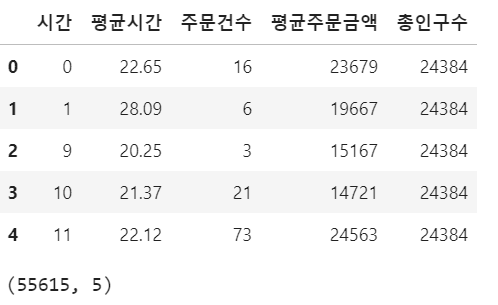 시간 평균시간 주문건수 평균주문금액 총인구수
0 0 22.65 16 23679 24384
1 1 28.09 6 19667 24384
2 9 20.25 3 15167 24384
3 10 21.37 21 14721 24384
4 11 22.12 73 24563 24384
(55615, 5)